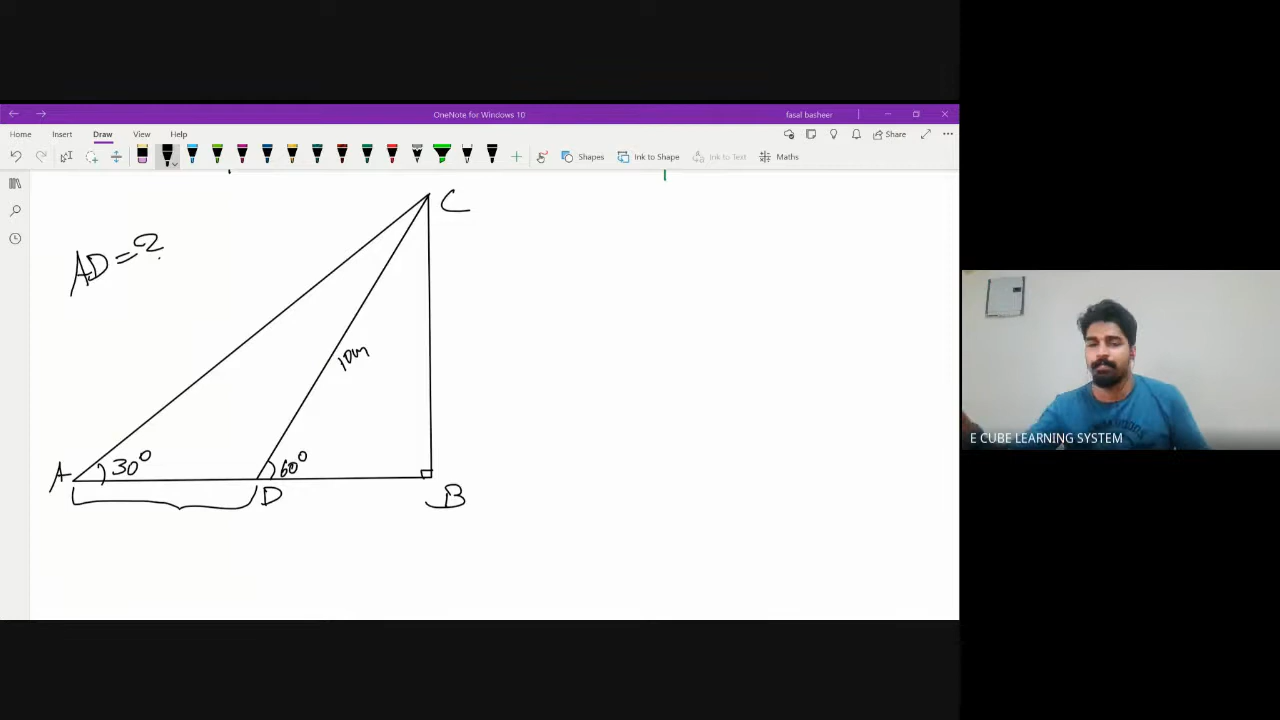 OneNote for Windows 10
fasal basheer
Home Insert Draw View Help
Share
Shapes
Ink to Shape
Ink to Text
Maths
C
AD=?
10cm
A 30°
60°
D
B
E CUBE LEARNING SYSTEM